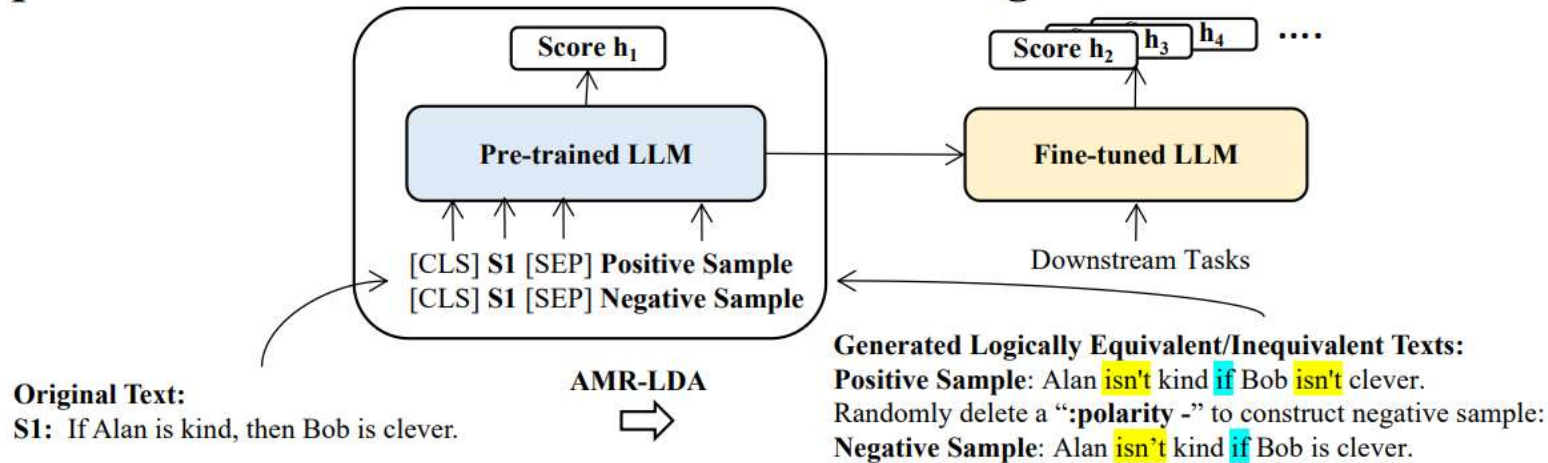 Score h1
Score h2
h3
h4
....
Pre-trained LLM
Fine-tuned LLM
[CLS] S1 [SEP] Positive Sample
[CLS] S1 [SEP] Negative Sample
Downstream Tasks
Original Text:
S1: If Alan is kind, then Bob is clever.
AMR-LDA
Generated Logically Equivalent/Inequivalent Texts:
Positive Sample: Alan isn't kind if Bob isn't clever.
Randomly delete a “:polarity -” to construct negative sample:
Negative Sample: Alan isn’t kind if Bob is clever.